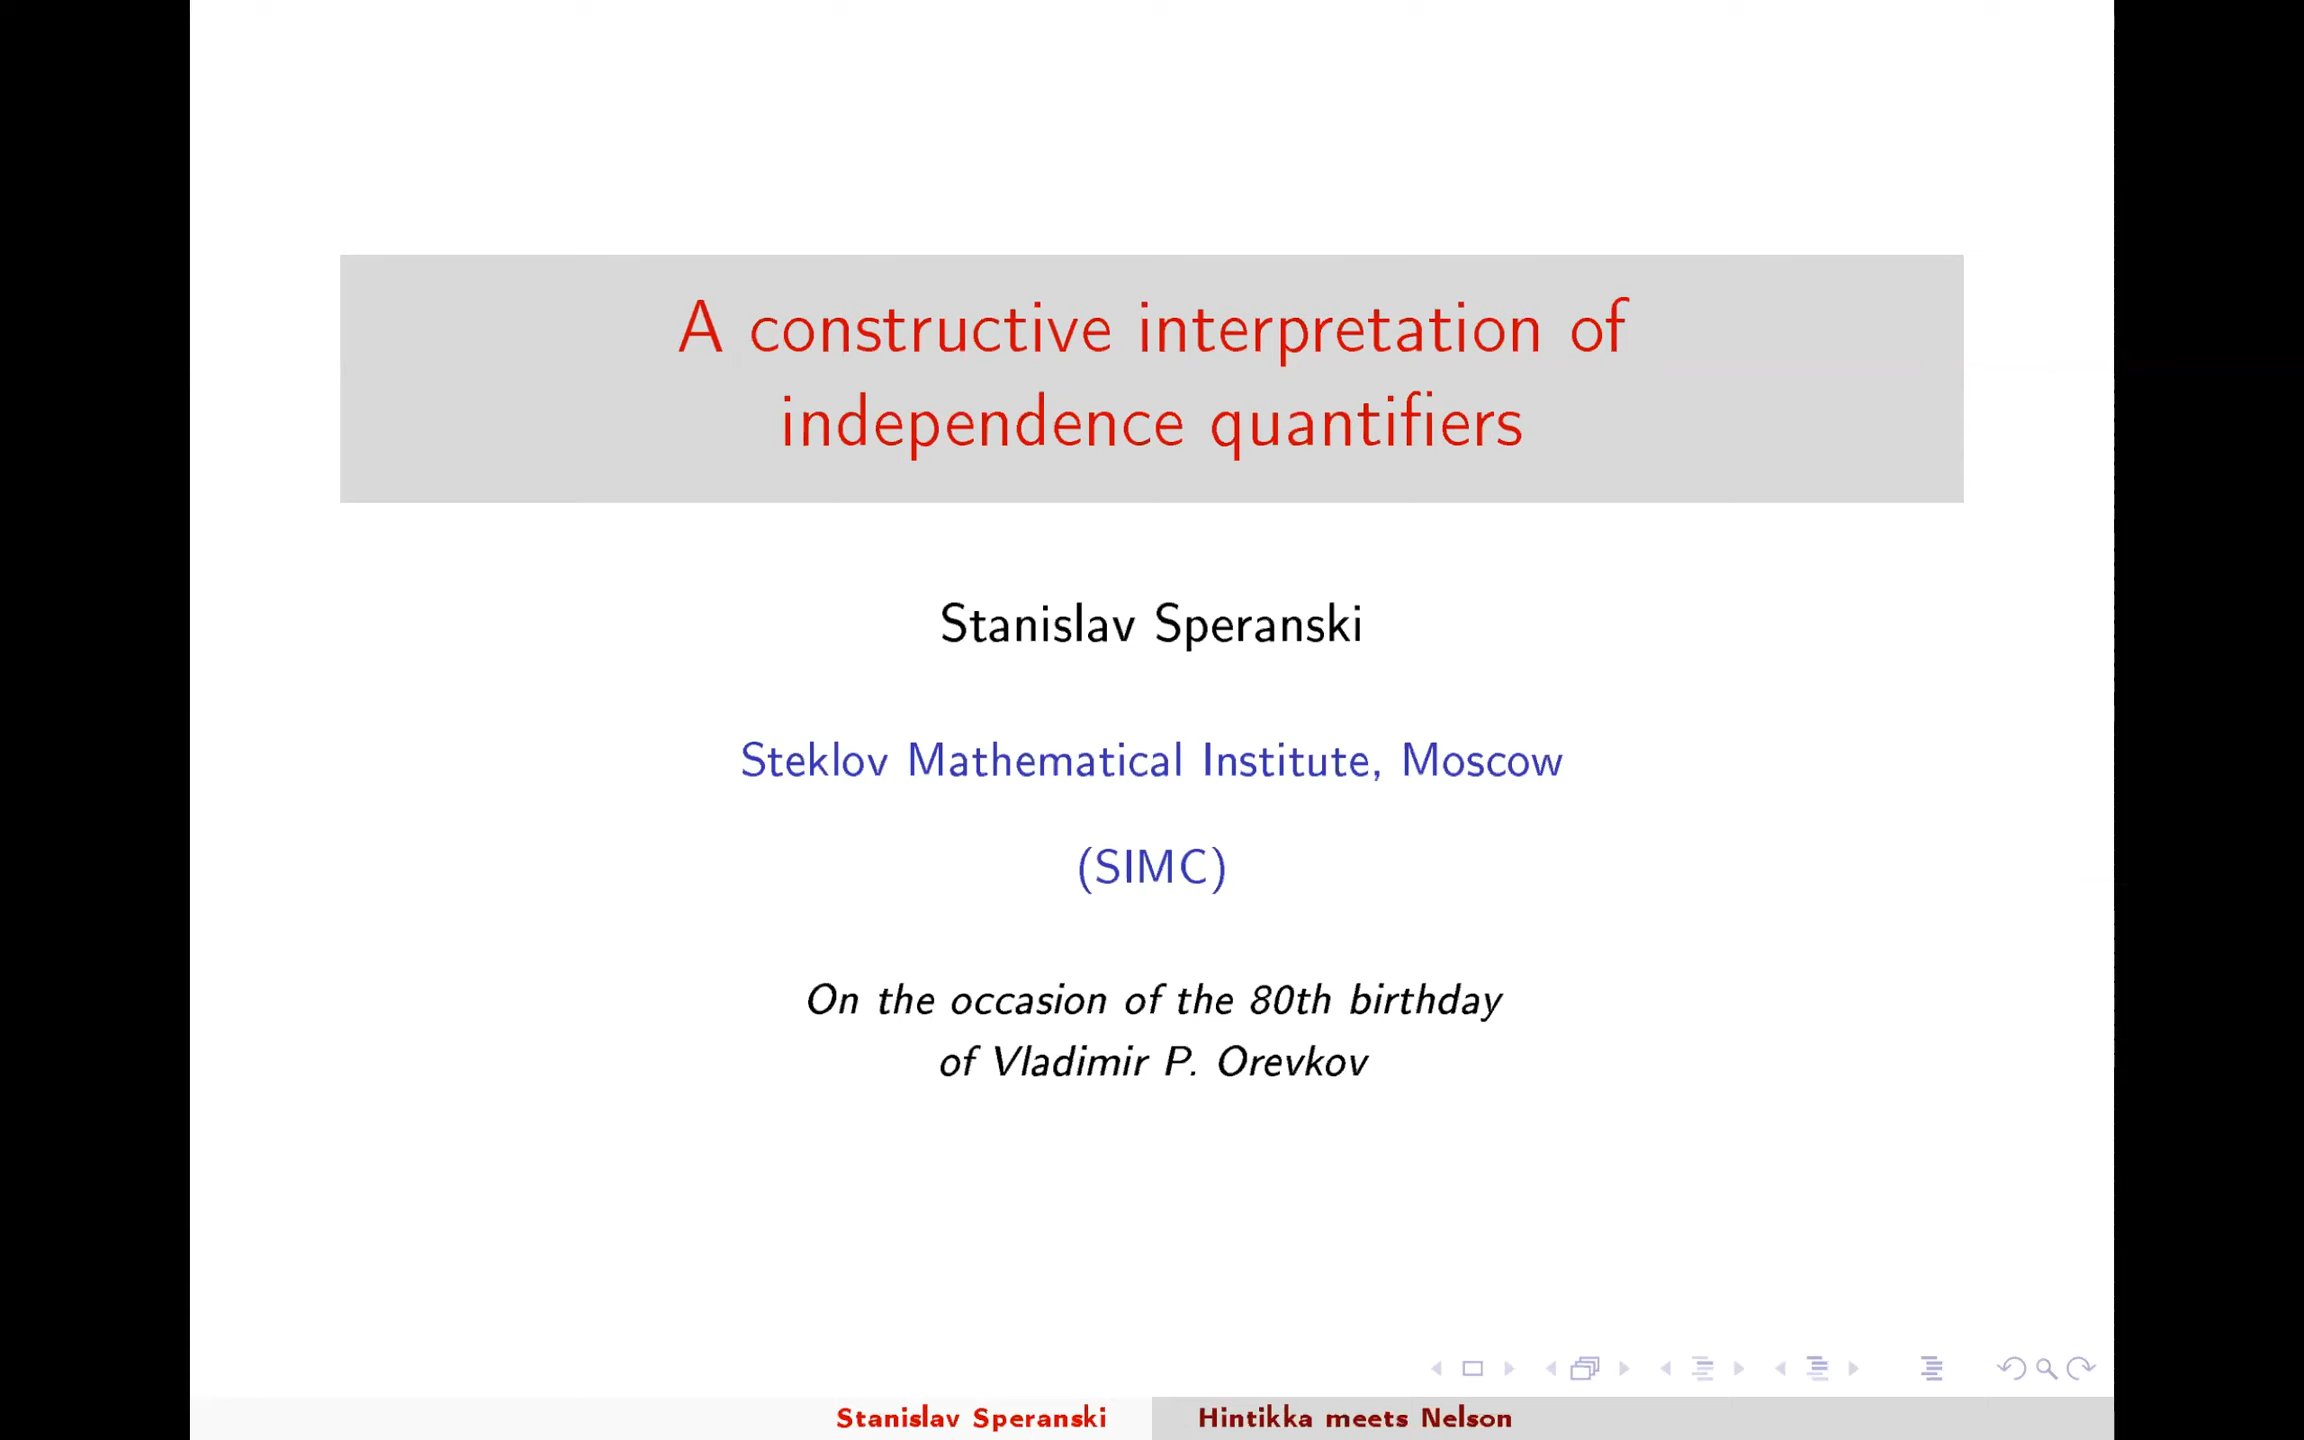 A constructive interpretation of
independence quantifiers
Stanislav Speranski
Steklov Mathematical Institute, Moscow
(SIMC)
On the occasion of the 80th birthday
of Vladimir P. Orevkov
Stanislav Speranski
Hintikka meets Nelson